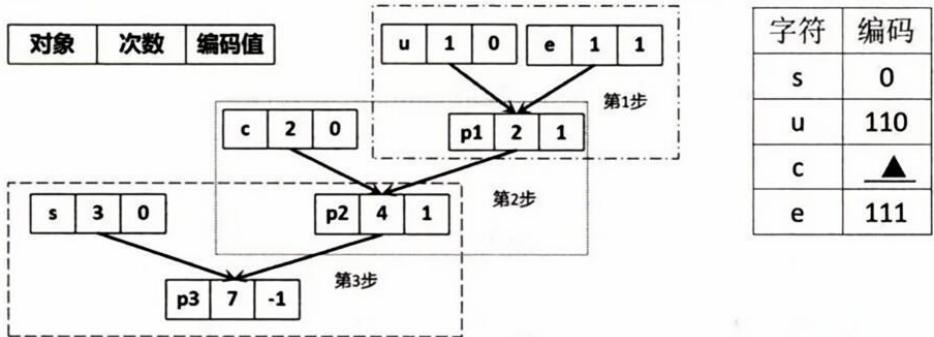 对象 次数 编码值
u 1 0
e 1 1
第1步
p1 2 1
c 2 0
第2步
s 3 0
p2 4 1
第3步
p3 7 -1
字符 编码
s 0
u 110
c ▲
e 111